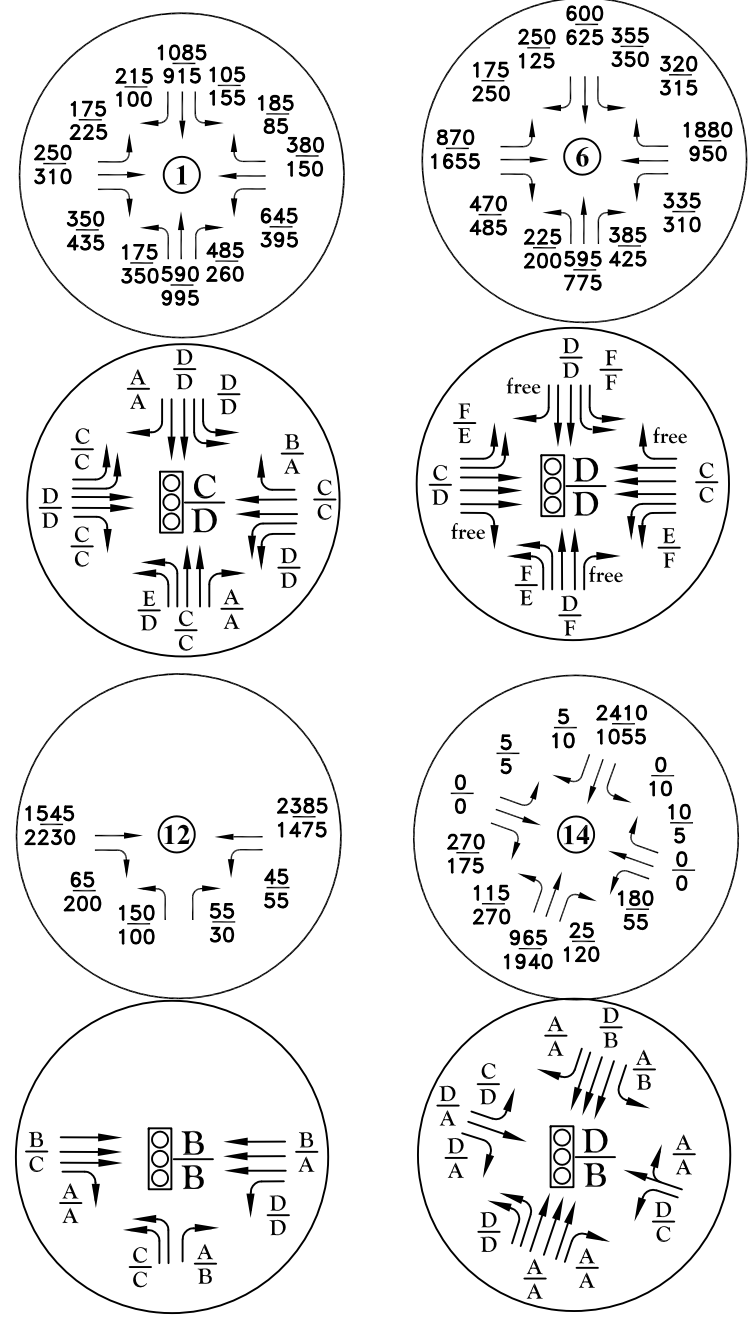 1085
915
215
100
105
155
175
225
185
85
250
310
380
150
1
350
435
645
395
175
350
590
995
485
260
600
625
250
125
355
350
175
250
320
315
870
1655
1880
950
6
470
485
335
310
225
200
595
775
385
425
A
A
D
D
D
D
C
C
B
A
D
D
C
D
C
C
C
C
D
D
E
D
C
C
A
A
D
D
F
F
free
F
E
free
C
D
D
D
C
C
free
E
F
F
E
D
F
free
1545
2230
2385
1475
12
65
200
45
55
150
100
55
30
5
10
2410
1055
5
5
0
10
0
0
10
5
14
270
175
0
0
115
270
180
55
965
1940
25
120
B
C
B
B
B
A
A
A
D
D
C
C
A
B
A
A
D
B
C
D
A
B
D
A
D
B
D
A
A
A
D
C
D
D
A
A
A
A